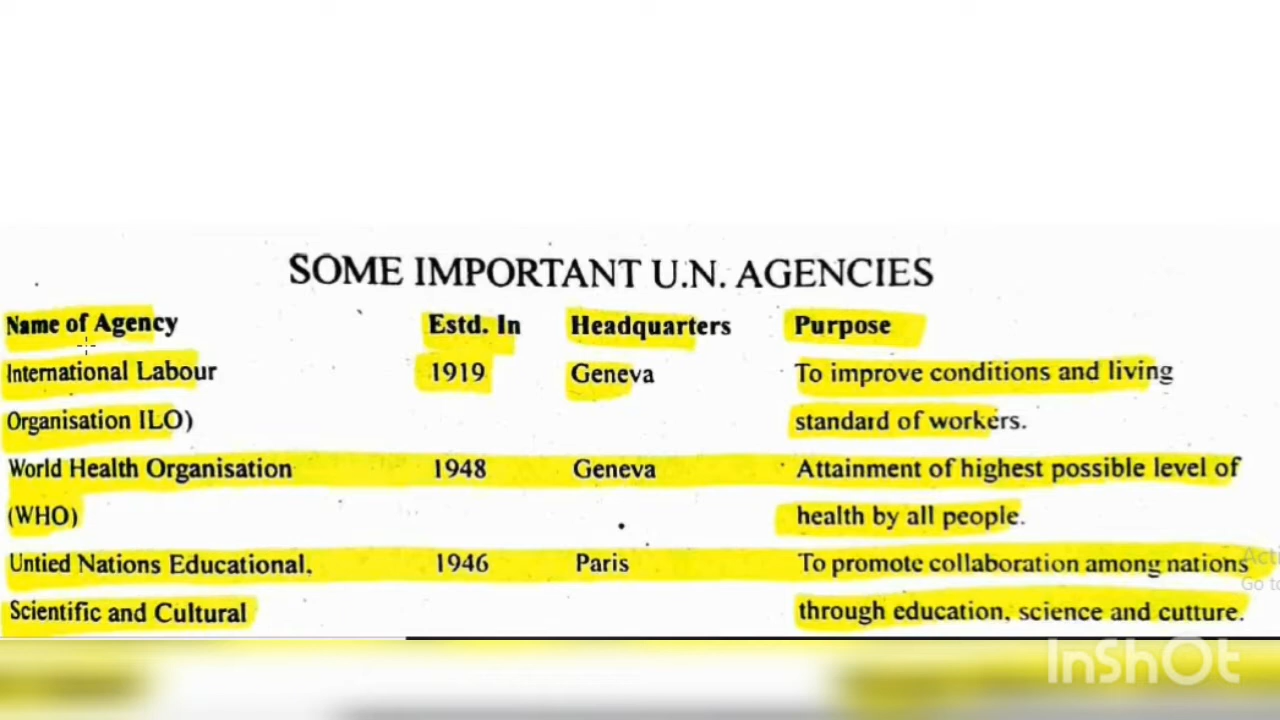 SOME IMPORTANT U.N. AGENCIES
Name of Agency Estd. In Headquarters Purpose
International Labour 1919 Geneva To improve conditions and living
Organisation ILO) standard of workers.
World Health Organisation 1948 Geneva Attainment of highest possible level of
(WHO) health by all people.
Untied Nations Educational, 1946 Paris To promote collaboration among nations
Scientific and Cultural through education, science and cutture.
Go to
InShOt